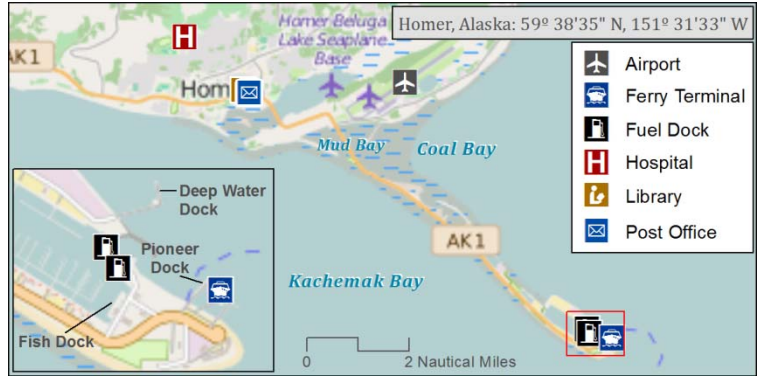 Homer, Alaska: 59º 38'35" N, 151º 31'33" W
Homer Beluga
Lake Seaplane
Base
AK1
Hom
Mud Bay
Coal Bay
AK1
Kachemak Bay
0
2 Nautical Miles
Airport
Ferry Terminal
Fuel Dock
Hospital
Library
Post Office
Deep Water
Dock
Pioneer
Dock
Fish Dock